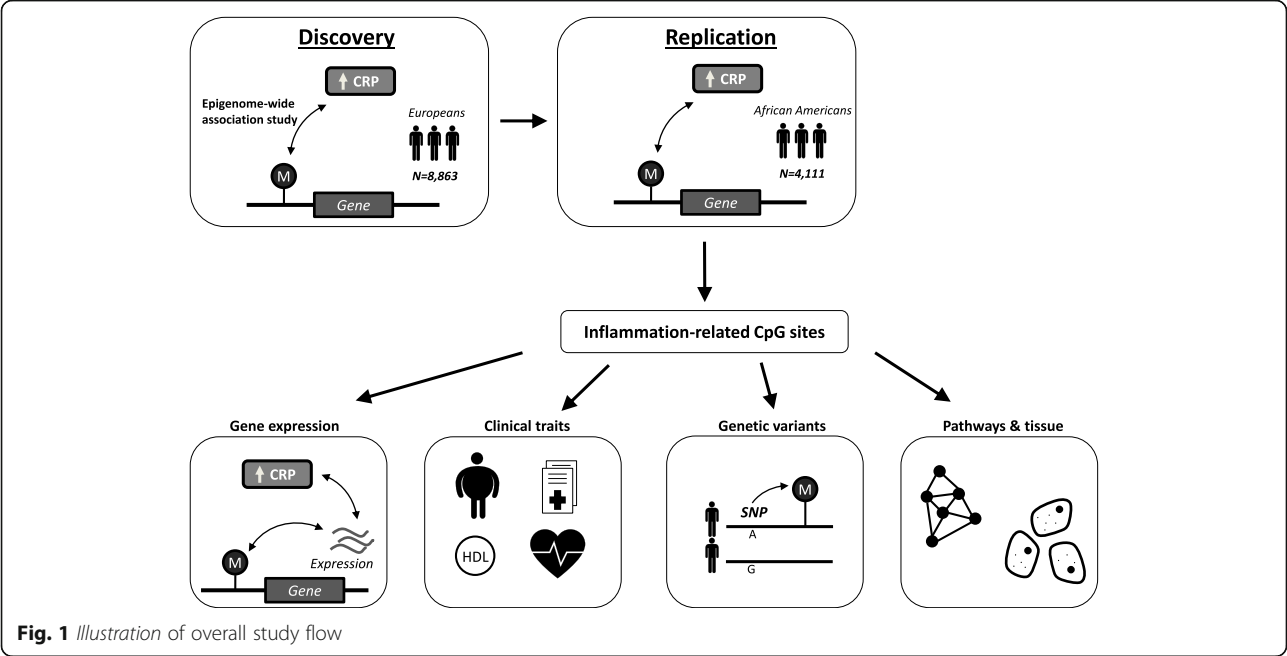 Discovery
CRP
Epigenome-wide
association study
Europeans
N=8,863
M
Gene
Replication
CRP
African Americans
N=4,111
M
Gene
Inflammation-related CpG sites
Gene expression
CRP
M
Expression
Gene
Clinical traits
HDL
Genetic variants
M
SNP
A
G
Pathways & tissue
Fig. 1 Illustration of overall study flow